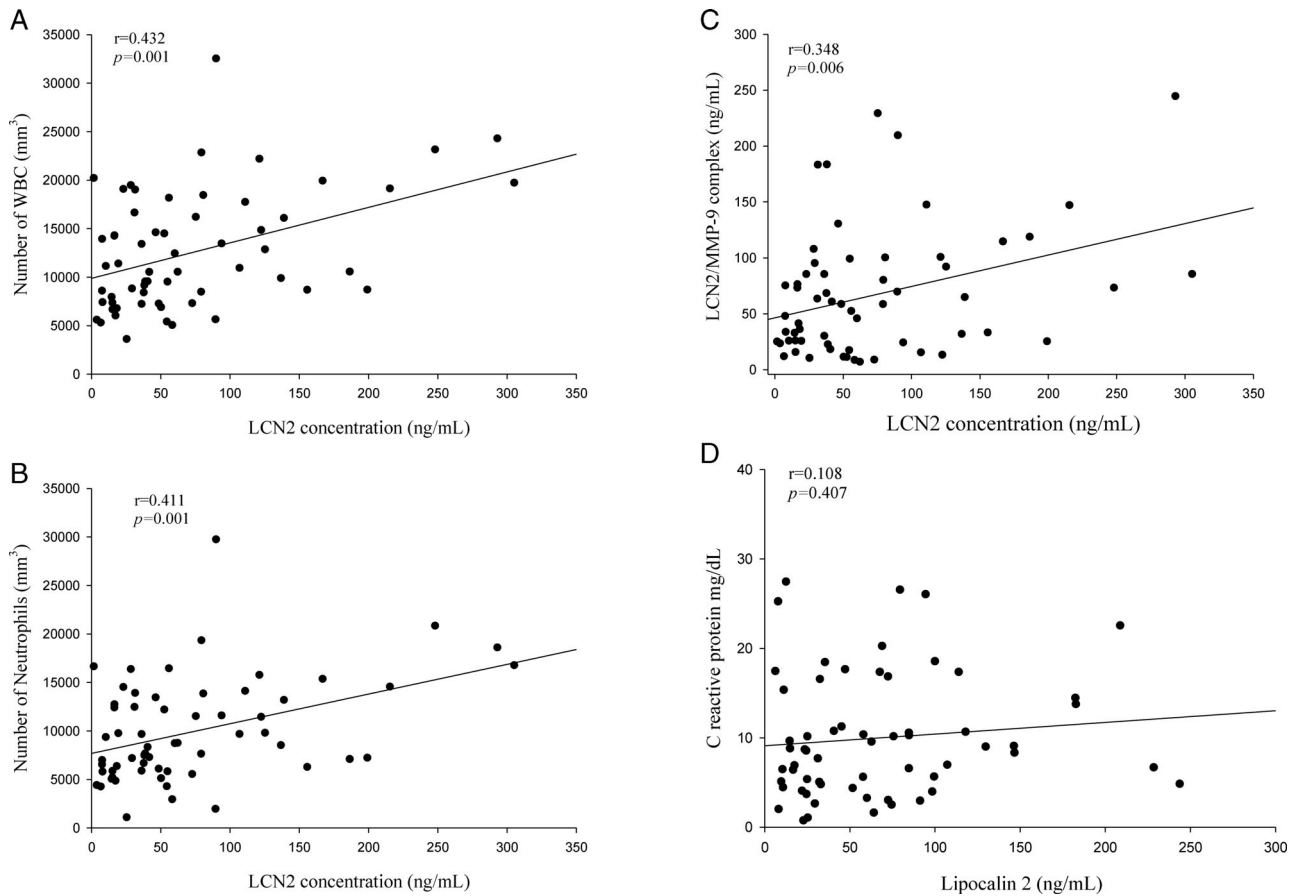 A
r=0.432
p=0.001
35000
30000
25000
20000
15000
10000
5000
0
Number of WBC (mm³)
0 50 100 150 200 250 300 350
LCN2 concentration (ng/mL)
B
r=0.411
p=0.001
35000
30000
25000
20000
15000
10000
5000
0
Number of Neutrophils (mm³)
0 50 100 150 200 250 300 350
LCN2 concentration (ng/mL)
C
r=0.348
p=0.006
300
250
200
150
100
50
0
LCN2/MMP-9 complex (ng/mL)
0 50 100 150 200 250 300 350
LCN2 concentration (ng/mL)
D
r=0.108
p=0.407
40
30
20
10
0
C reactive protein mg/dL
0 50 100 150 200 250 300
Lipocalin 2 (ng/mL)